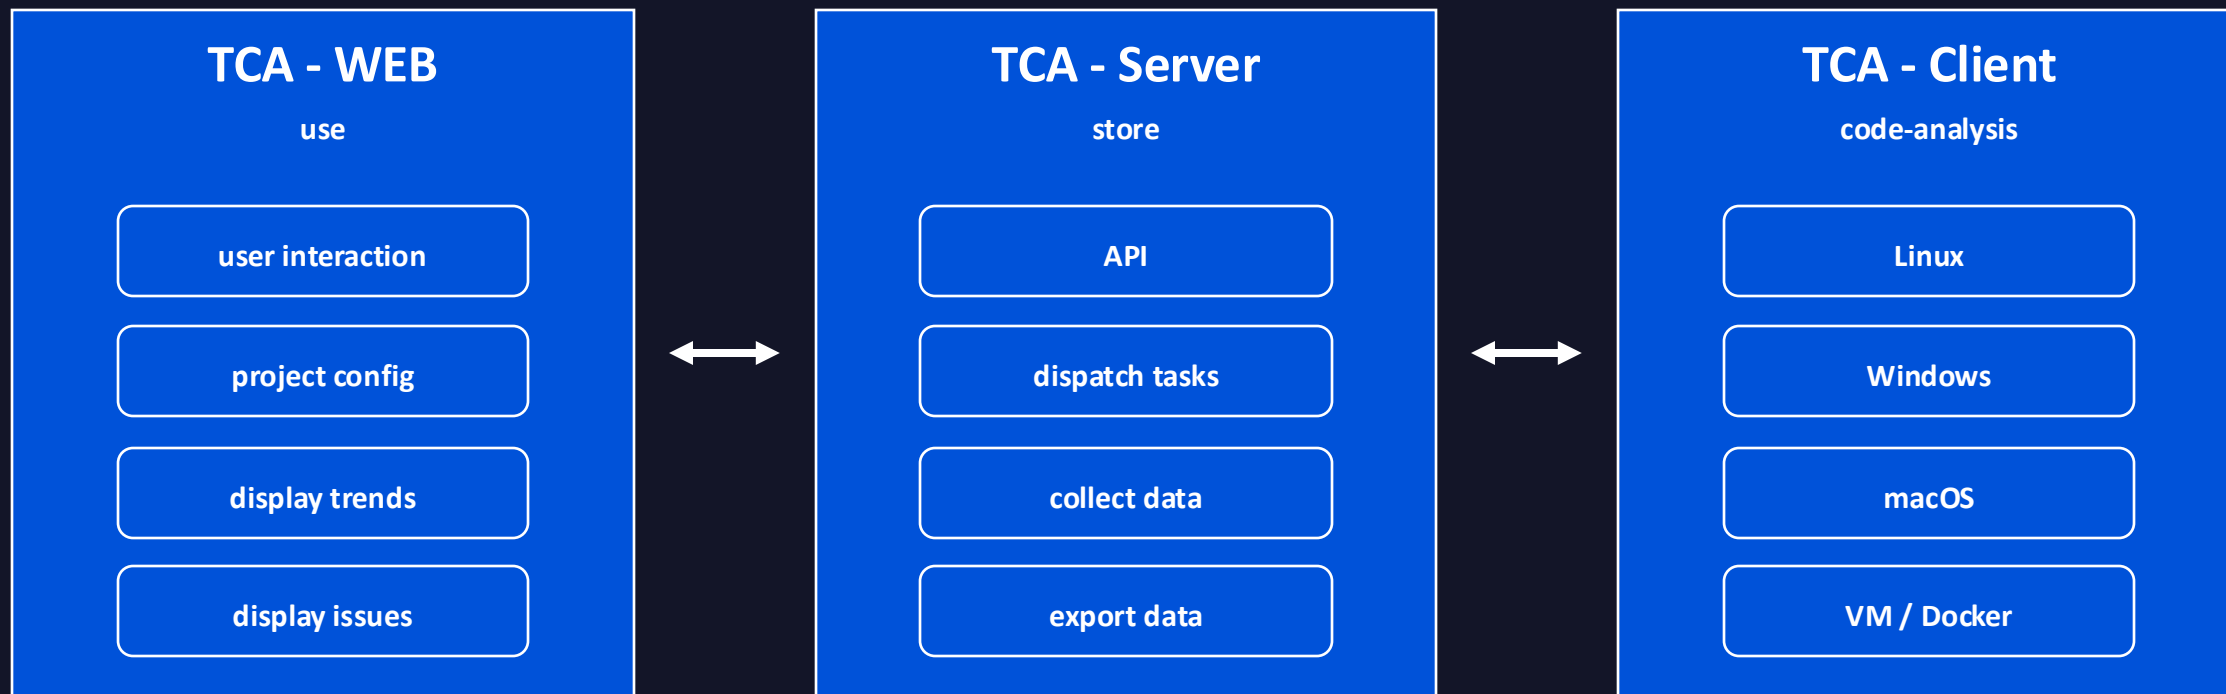 TCA - WEB
use
user interaction
project config
display trends
display issues
TCA - Server
store
API
dispatch tasks
collect data
export data
TCA - Client
code-analysis
Linux
Windows
macOS
VM / Docker